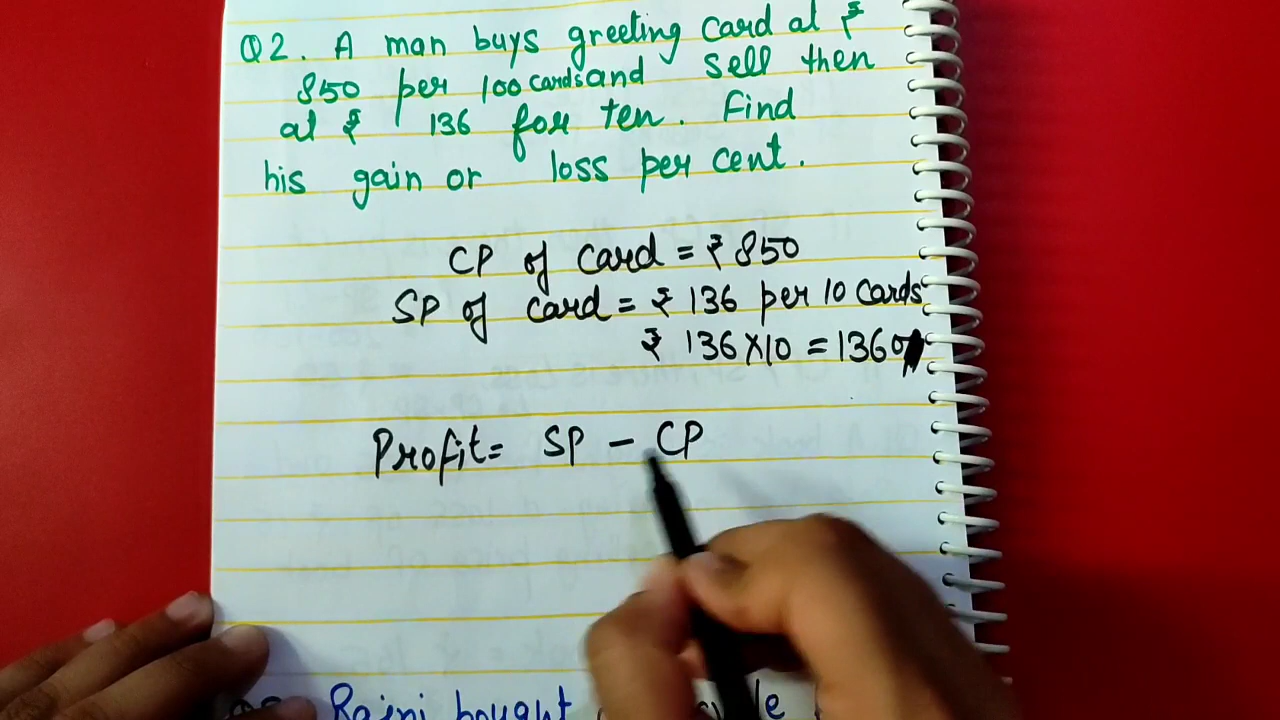 Q2. A man buys greeting card at ₹
850 per 100 cards and sell then
at ₹ 136 for ten. Find
his gain or loss per cent.
CP of card = ₹ 850
SP of card = ₹ 136 per 10 cards
₹ 136 X 10 = 1360
Profit = SP - CP
Rajni bought